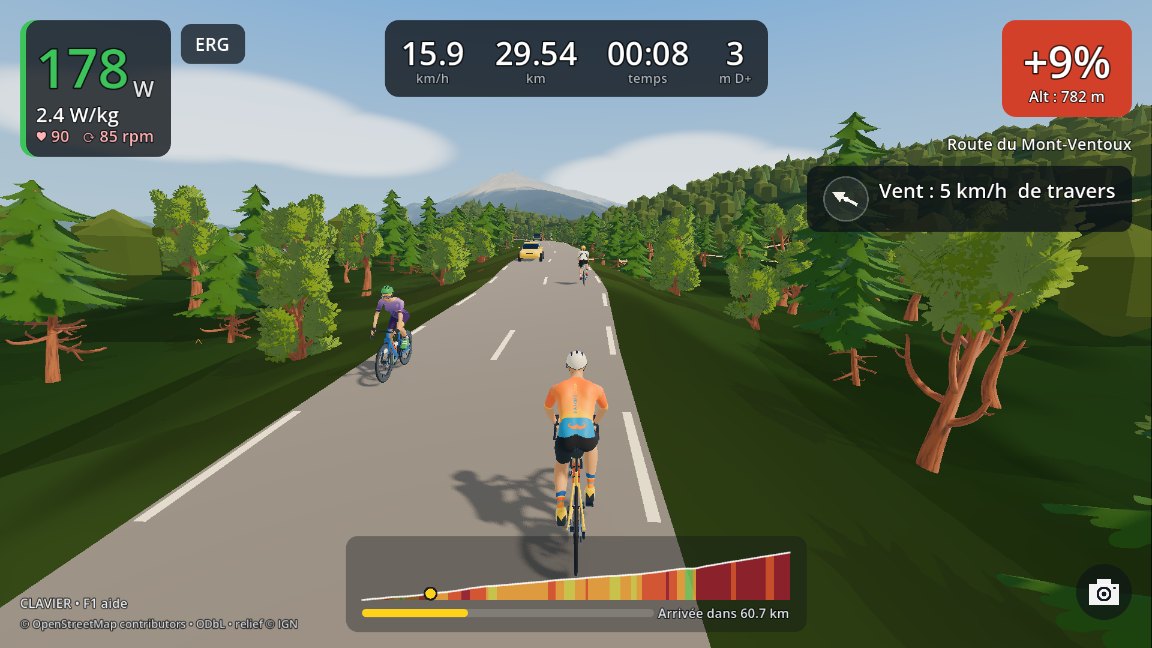 178 W
2.4 W/kg
90 85 rpm
ERG
15.9 29.54 00:08 3
km/h km temps m D+
+9%
Alt : 782 m
Route du Mont-Ventoux
Vent : 5 km/h de travers
Arrivée dans 60.7 km
CLAVIER • F1 aide
© OpenStreetMap contributors • ODbL • relief © IGN